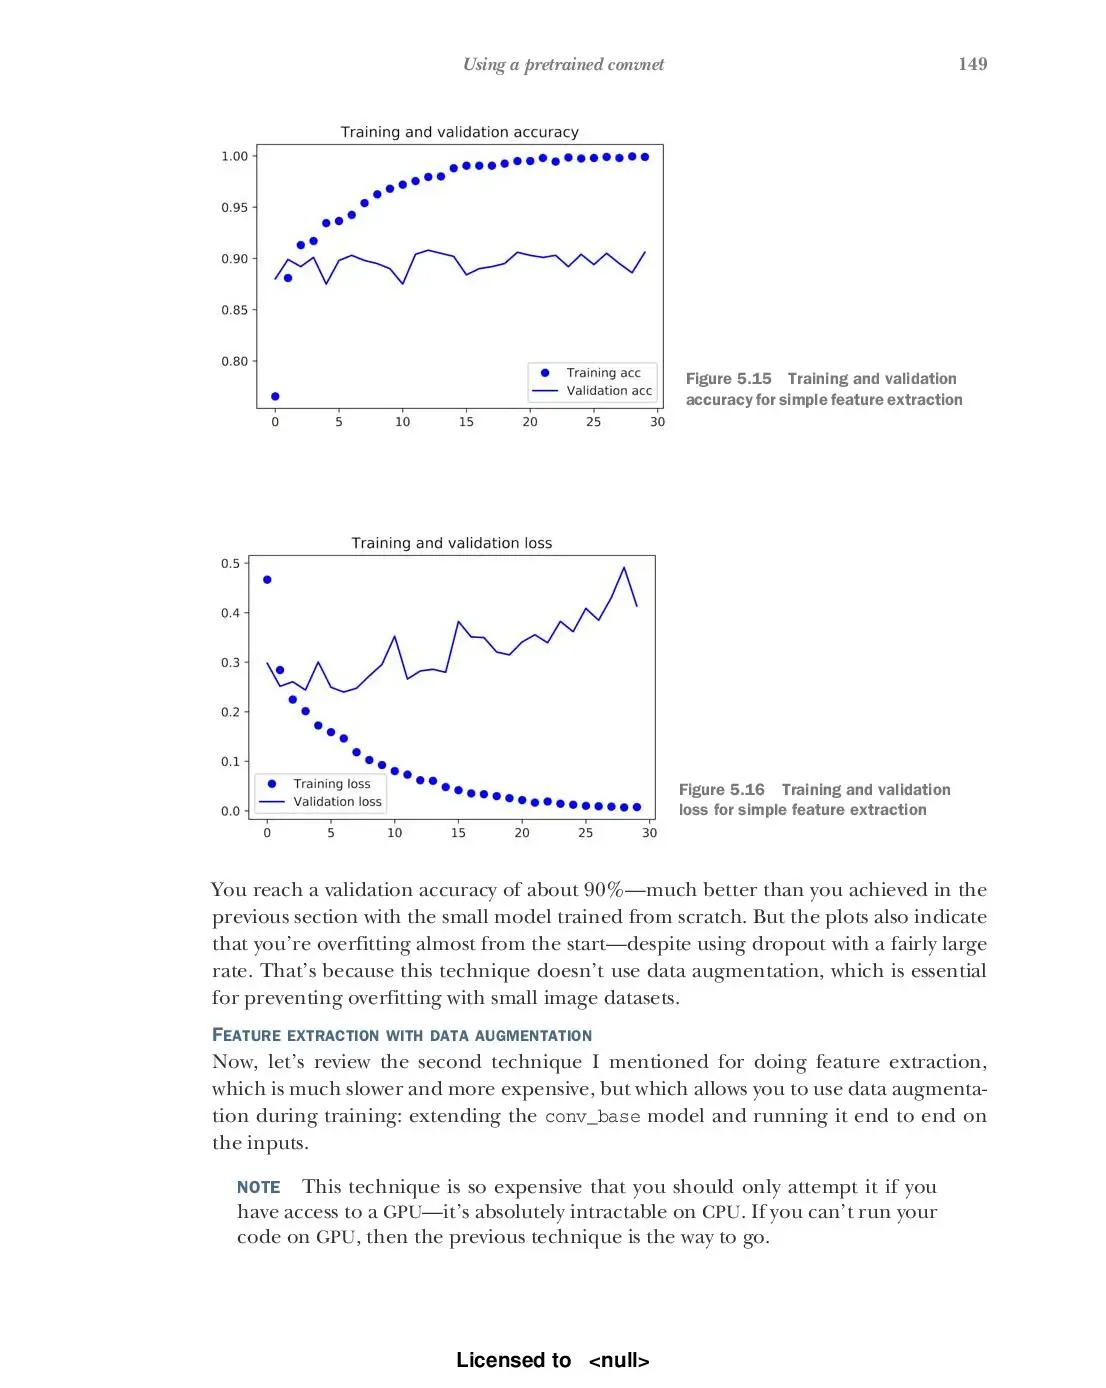 Using a pretrained convnet 149
Training and validation accuracy
1.00
0.95
0.90
0.85
0.80
Training acc
Validation acc
0 5 10 15 20 25 30
Figure 5.15 Training and validation
accuracy for simple feature extraction
Training and validation loss
0.5
0.4
0.3
0.2
0.1
0.0
Training loss
Validation loss
0 5 10 15 20 25 30
Figure 5.16 Training and validation
loss for simple feature extraction
You reach a validation accuracy of about 90%—much better than you achieved in the
previous section with the small model trained from scratch. But the plots also indicate
that you’re overfitting almost from the start—despite using dropout with a fairly large
rate. That’s because this technique doesn’t use data augmentation, which is essential
for preventing overfitting with small image datasets.
FEATURE EXTRACTION WITH DATA AUGMENTATION
Now, let’s review the second technique I mentioned for doing feature extraction,
which is much slower and more expensive, but which allows you to use data augmenta-
tion during training: extending the conv_base model and running it end to end on
the inputs.
NOTE This technique is so expensive that you should only attempt it if you
have access to a GPU—it’s absolutely intractable on CPU. If you can’t run your
code on GPU, then the previous technique is the way to go.
Licensed to <null>